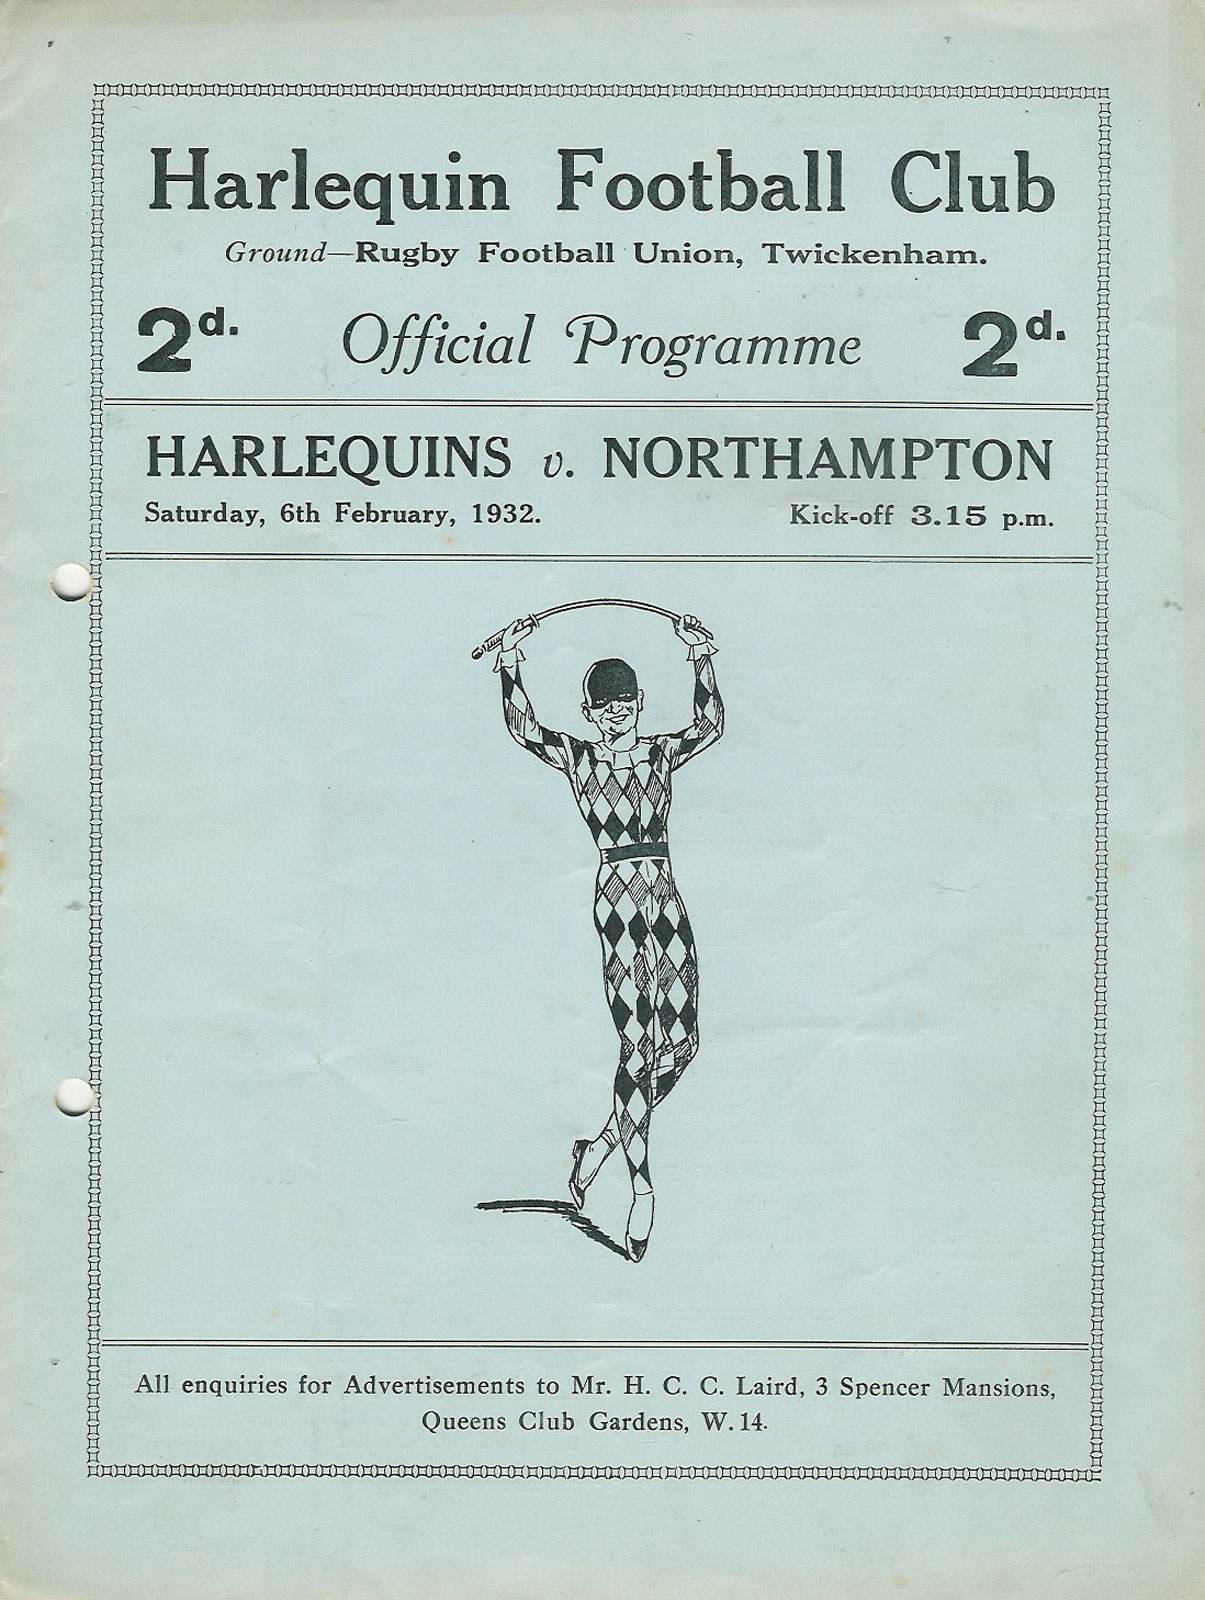 Harlequin Football Club
Ground—Rugby Football Union, Twickenham.
2d. Official Programme 2d.
HARLEQUINS v. NORTHAMPTON
Saturday, 6th February, 1932. Kick-off 3.15 p.m.
All enquiries for Advertisements to Mr. H. C. C. Laird, 3 Spencer Mansions,
Queens Club Gardens, W.14.